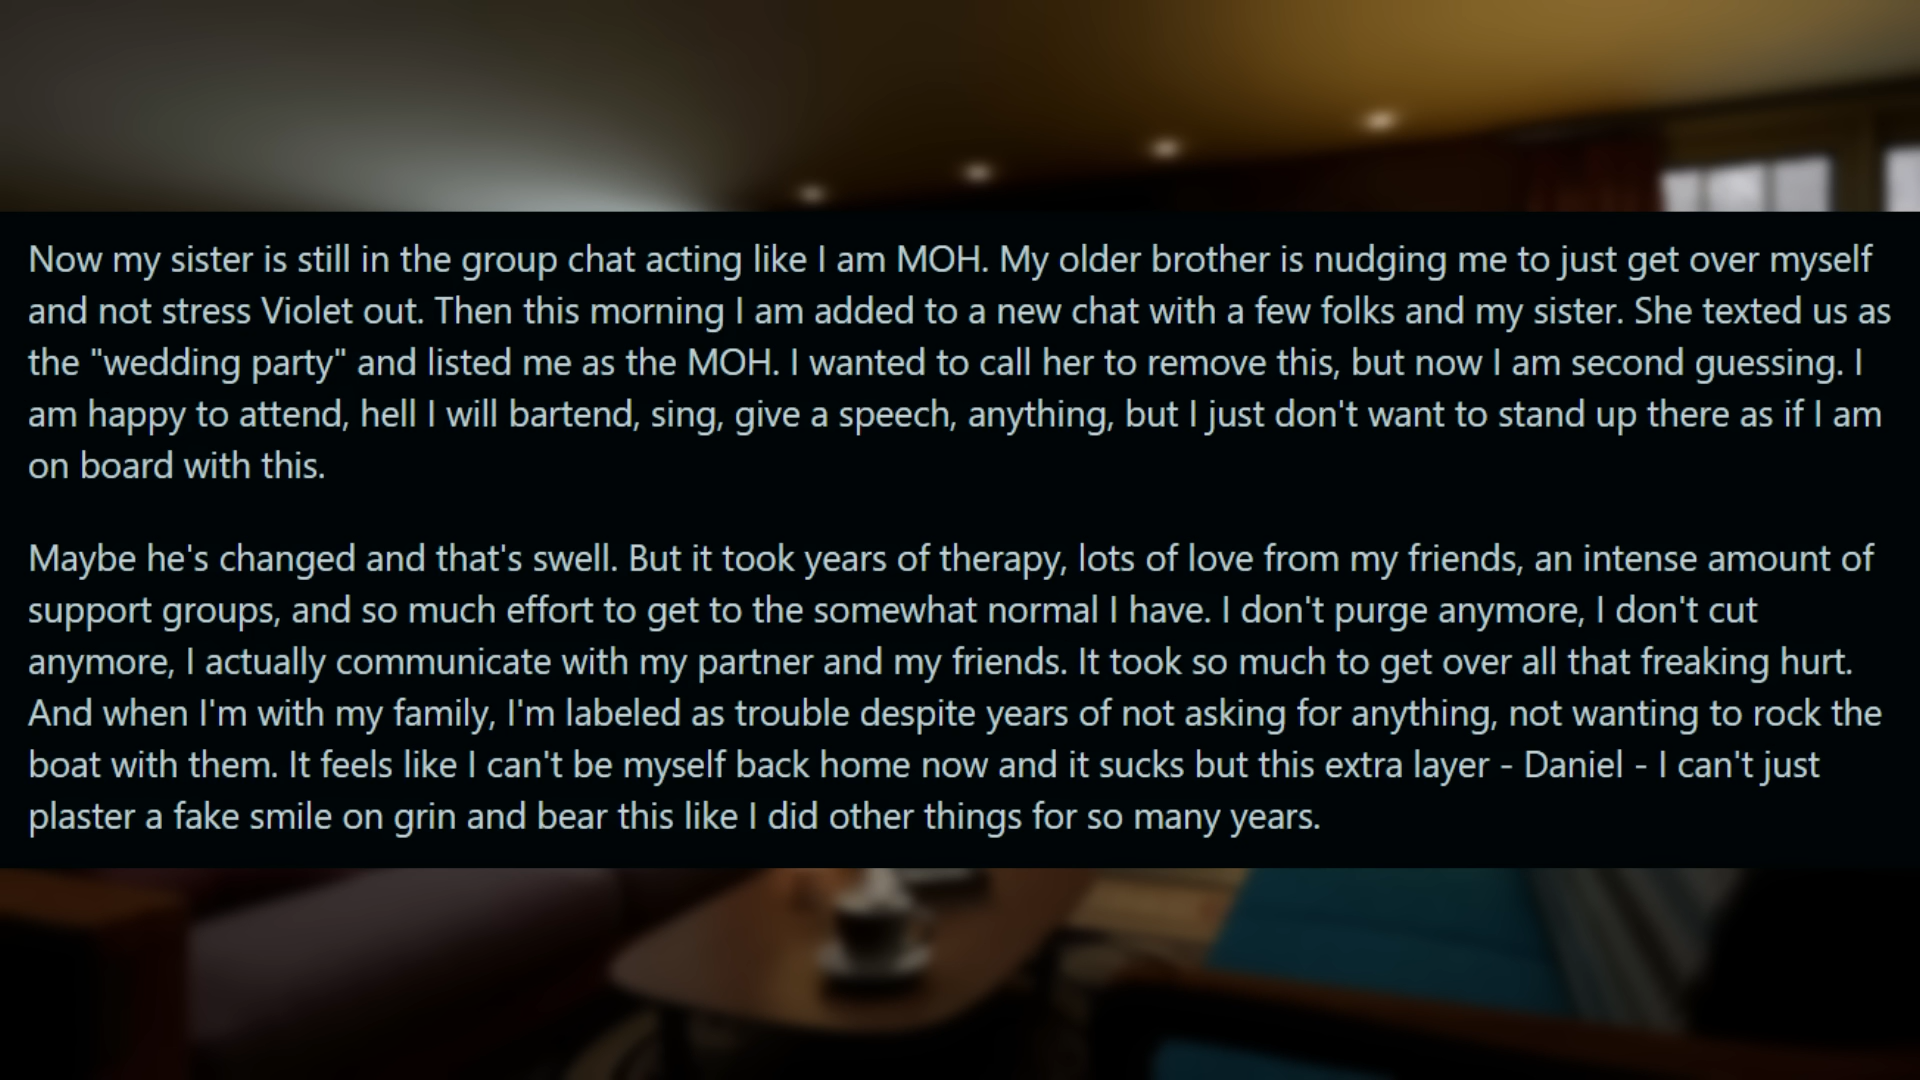 Now my sister is still in the group chat acting like I am MOH. My older brother is nudging me to just get over myself
and not stress Violet out. Then this morning I am added to a new chat with a few folks and my sister. She texted us as
the "wedding party" and listed me as the MOH. I wanted to call her to remove this, but now I am second guessing. I
am happy to attend, hell I will bartend, sing, give a speech, anything, but I just don't want to stand up there as if I am
on board with this.
Maybe he's changed and that's swell. But it took years of therapy, lots of love from my friends, an intense amount of
support groups, and so much effort to get to the somewhat normal I have. I don't purge anymore, I don't cut
anymore, I actually communicate with my partner and my friends. It took so much to get over all that freaking hurt.
And when I'm with my family, I'm labeled as trouble despite years of not asking for anything, not wanting to rock the
boat with them. It feels like I can't be myself back home now and it sucks but this extra layer - Daniel - I can't just
plaster a fake smile on grin and bear this like I did other things for so many years.